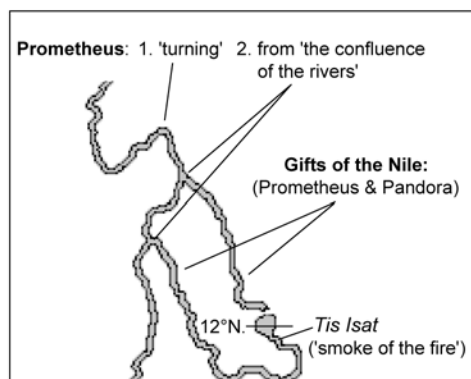 Prometheus: 1. 'turning' 2. from 'the confluence
of the rivers'
Gifts of the Nile:
(Prometheus & Pandora)
12°N.
Tis Isat
('smoke of the fire')